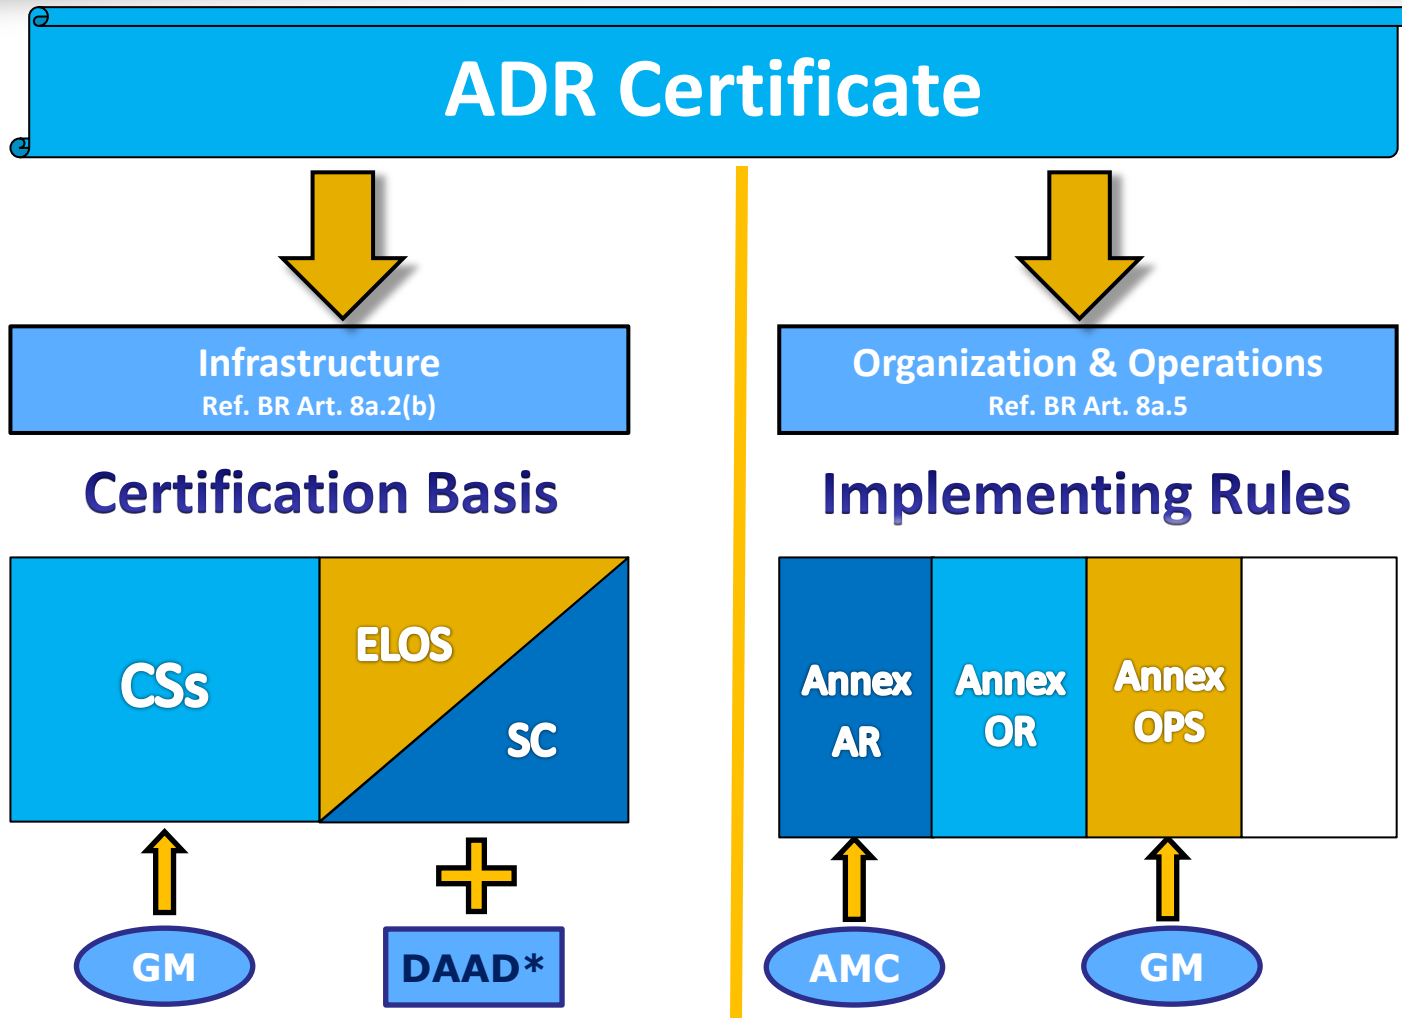 ADR Certificate
Infrastructure
Ref. BR Art. 8a.2(b)
Organization & Operations
Ref. BR Art. 8a.5
Certification Basis
Implementing Rules
CSs
ELOS
SC
Annex
AR
Annex
OR
Annex
OPS
GM
DAAD*
AMC
GM